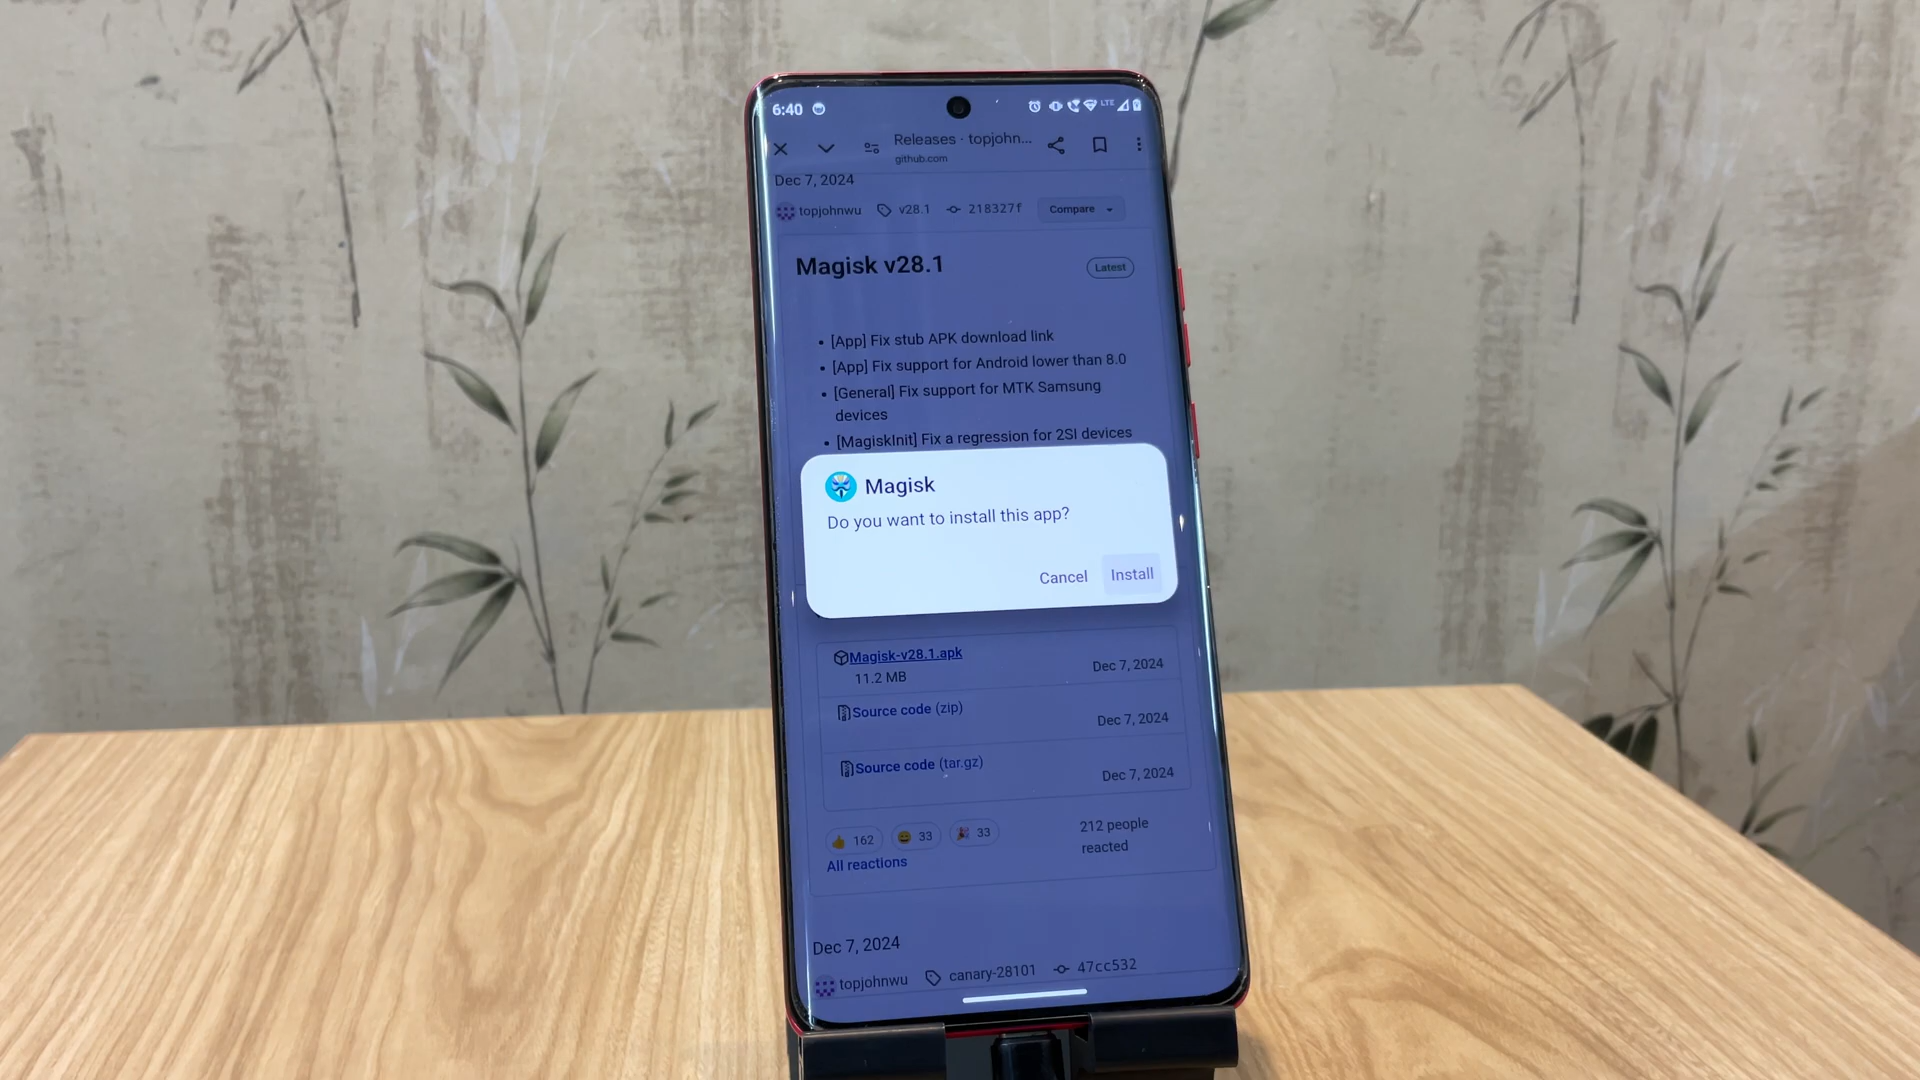 6:40
LTE
Releases · topjohn...
github.com
Dec 7, 2024
topjohnwu v28.1 218327f Compare
Magisk v28.1
Latest
• [App] Fix stub APK download link
• [App] Fix support for Android lower than 8.0
• [General] Fix support for MTK Samsung
devices
• [MagiskInit] Fix a regression for 2SI devices
Magisk
Do you want to install this app?
Cancel Install
Magisk-v28.1.apk
11.2 MB
Dec 7, 2024
Source code (zip)
Dec 7, 2024
Source code (tar.gz)
Dec 7, 2024
👍 162 😄 33 🎉 33
212 people
reacted
All reactions
Dec 7, 2024
topjohnwu canary-28101 47cc532